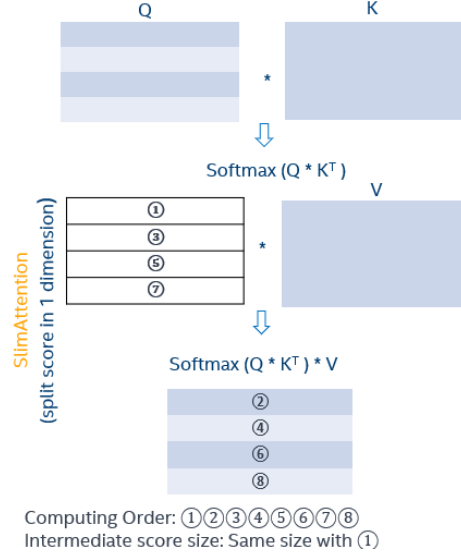 Q K
*
Softmax (Q * Kᵀ)
V
SlimAttention
(split score in 1 dimension)
①
③
⑤
⑦
*
Softmax (Q * Kᵀ) * V
②
④
⑥
⑧
Computing Order: ①②③④⑤⑥⑦⑧
Intermediate score size: Same size with ①